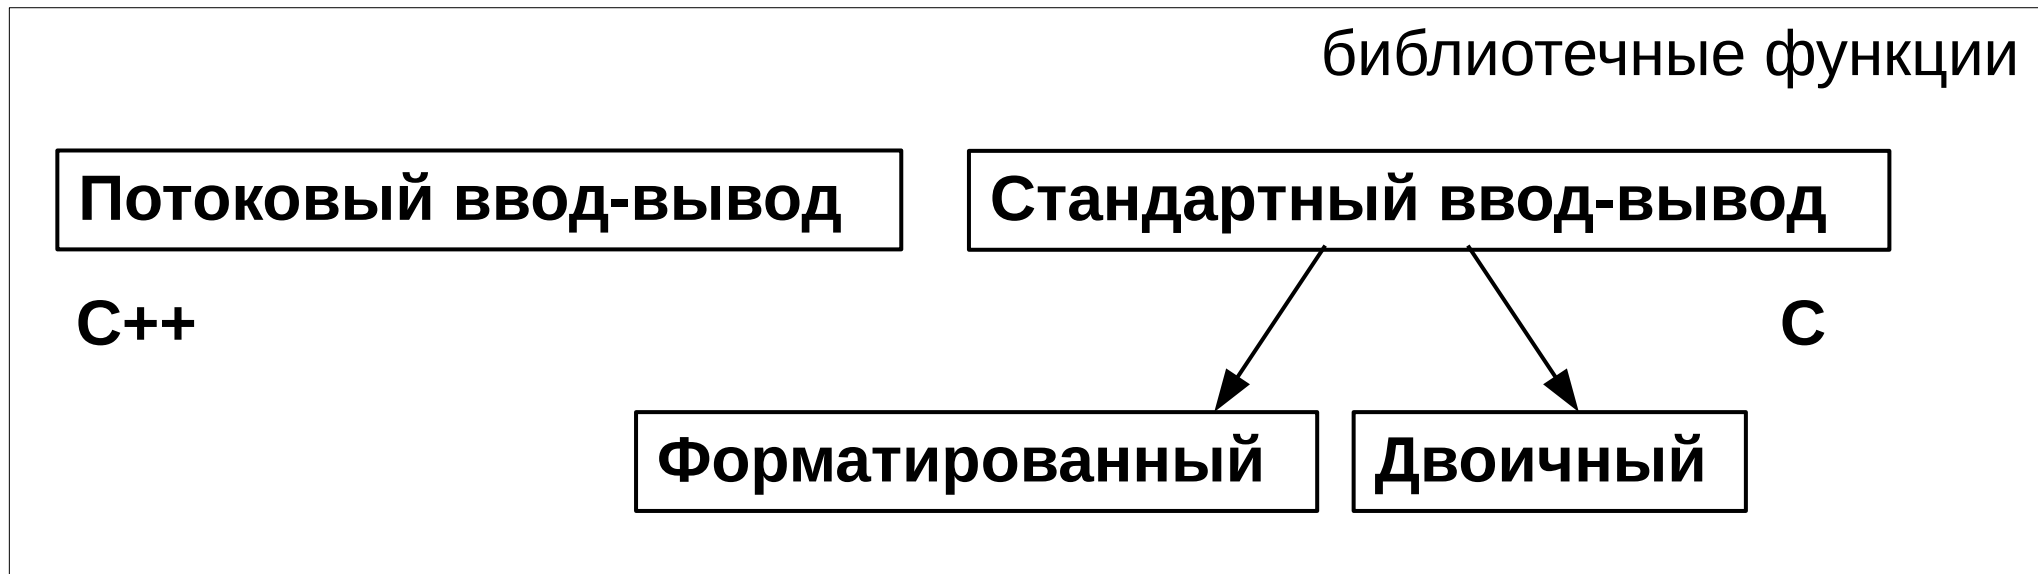 библиотечные функции
Потоковый ввод-вывод
Стандартный ввод-вывод
C++
C
Форматированный
Двоичный